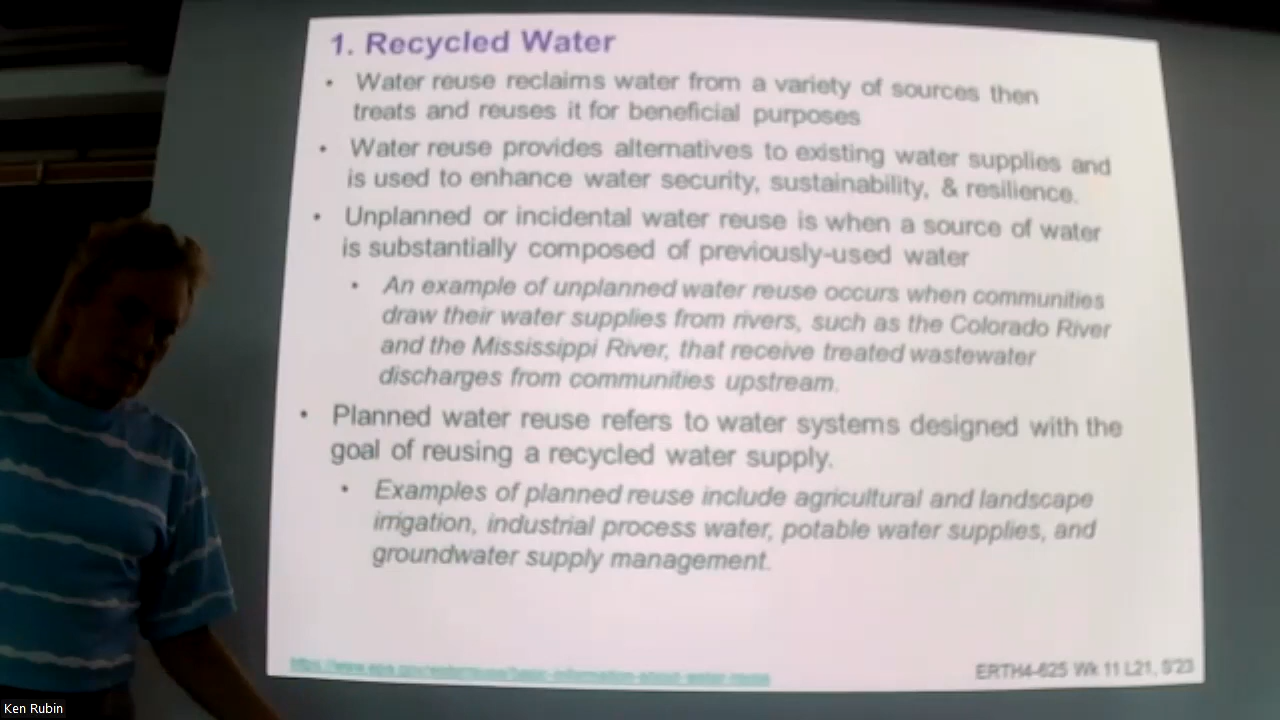 1. Recycled Water
• Water reuse reclaims water from a variety of sources then
treats and reuses it for beneficial purposes
• Water reuse provides alternatives to existing water supplies and
is used to enhance water security, sustainability, & resilience.
• Unplanned or incidental water reuse is when a source of water
is substantially composed of previously-used water
• An example of unplanned water reuse occurs when communities
draw their water supplies from rivers, such as the Colorado River
and the Mississippi River, that receive treated wastewater
discharges from communities upstream.
• Planned water reuse refers to water systems designed with the
goal of reusing a recycled water supply.
• Examples of planned reuse include agricultural and landscape
irrigation, industrial process water, potable water supplies, and
groundwater supply management.
Wk 11 L21,
Ken Rubin